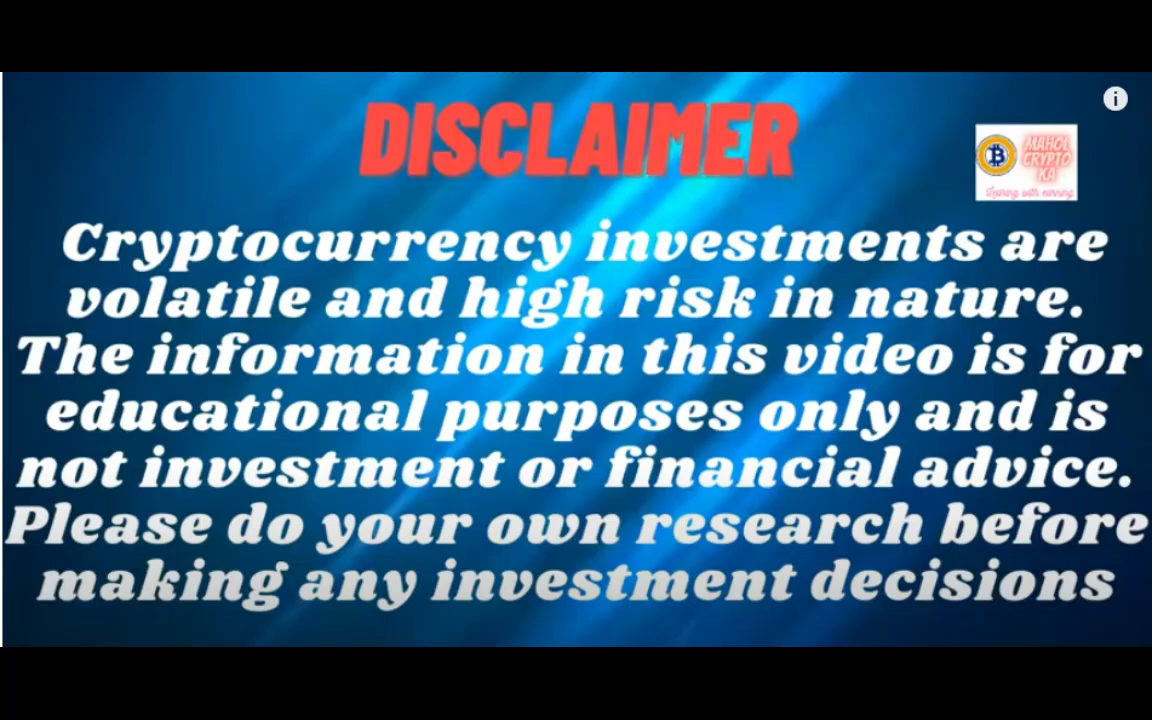 DISCLAIMER
i
MAHOL
CRYPTO
KA
Cryptocurrency investments are
volatile and high risk in nature.
The information in this video is for
educational purposes only and is
not investment or financial advice.
Please do your own research before
making any investment decisions